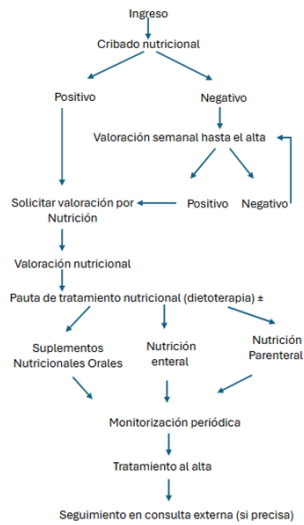 Ingreso
Cribado nutricional
Positivo
Negativo
Valoración semanal hasta el alta
Solicitar valoración por
Nutrición
Positivo
Negativo
Valoración nutricional
Pauta de tratamiento nutricional (dietoterapia) ±
Suplementos
Nutricionales Orales
Nutrición
enteral
Nutrición
Parenteral
Monitorización periódica
Tratamiento al alta
Seguimiento en consulta externa (si precisa)